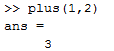 >> plus(1,2)
ans =
3